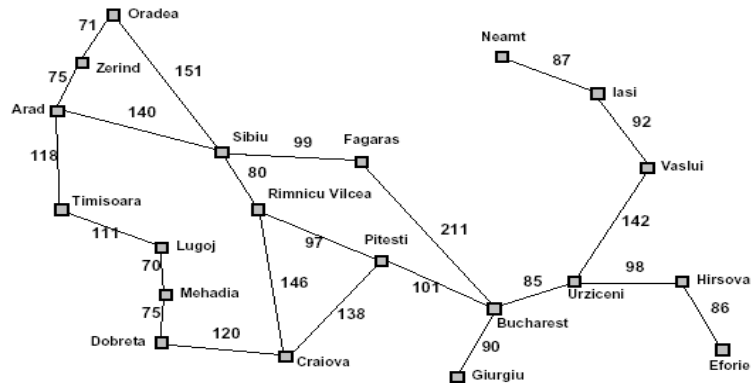 Oradea
71
Neamt
Zerind
87
75
151
Iasi
Arad
140
92
Sibiu
Fagaras
99
118
80
Vaslui
Timisoara
Rimnicu Vilcea
111
Lugoj
97
Pitesti
211
142
70
98
Hirsova
Mehadia
146
101
85
Urziceni
75
138
86
Dobreta
120
Bucharest
90
Craiova
Eforie
Giurgiu